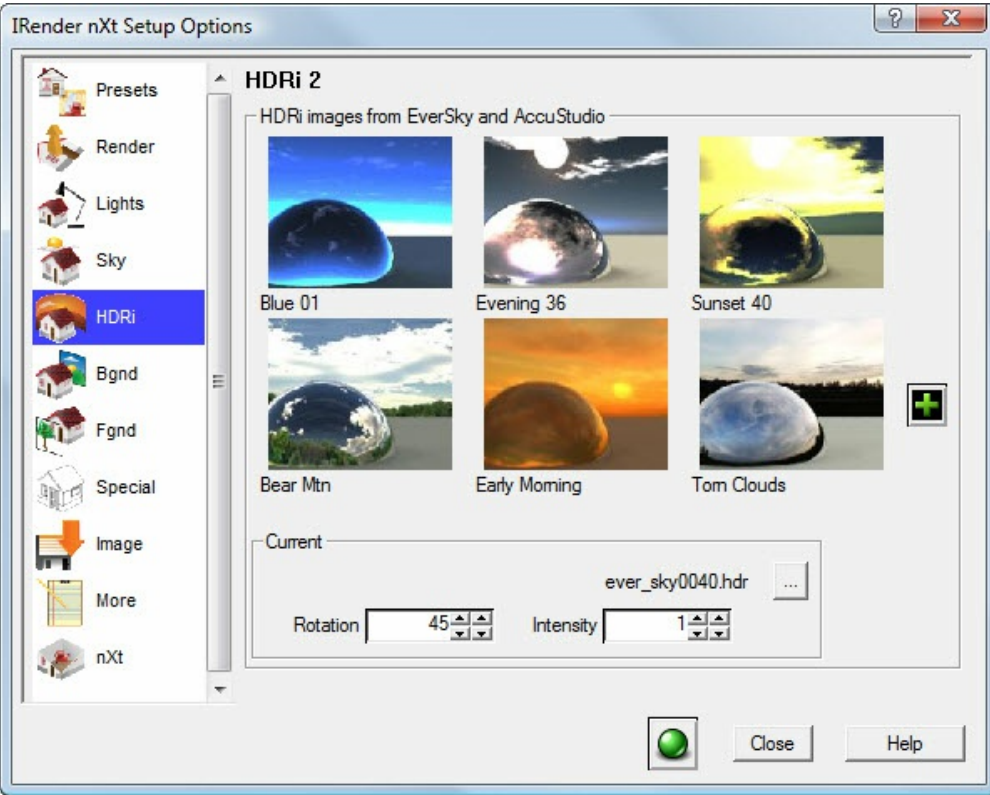 IRender nXt Setup Options
Presets
Render
Lights
Sky
HDRi
Bgnd
Fgnd
Special
Image
More
nXt
HDRi 2
HDRi images from EverSky and AccuStudio
Blue 01
Evening 36
Sunset 40
Bear Mtn
Early Morning
Torn Clouds
Current
ever_sky0040.hdr
...
Rotation 45
Intensity 1
Close
Help